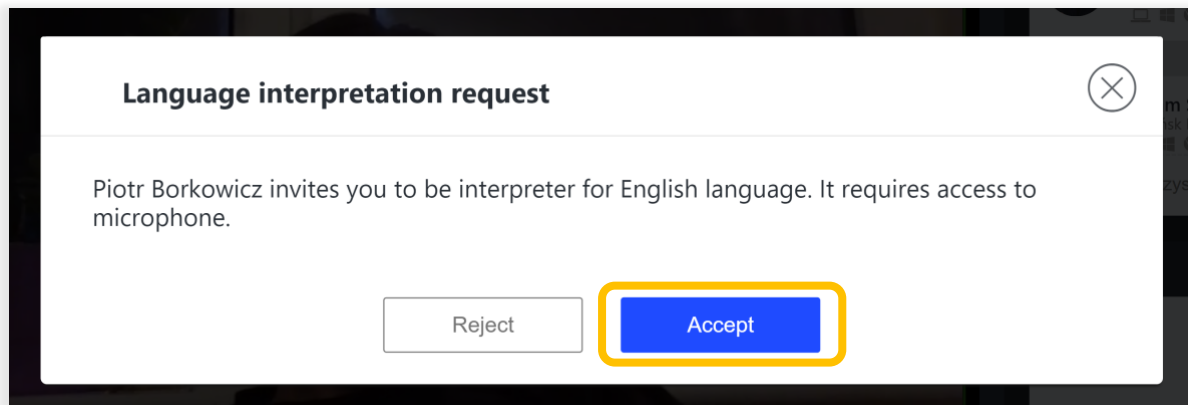 Language interpretation request
Piotr Borkowicz invites you to be interpreter for English language. It requires access to
microphone.
Reject
Accept